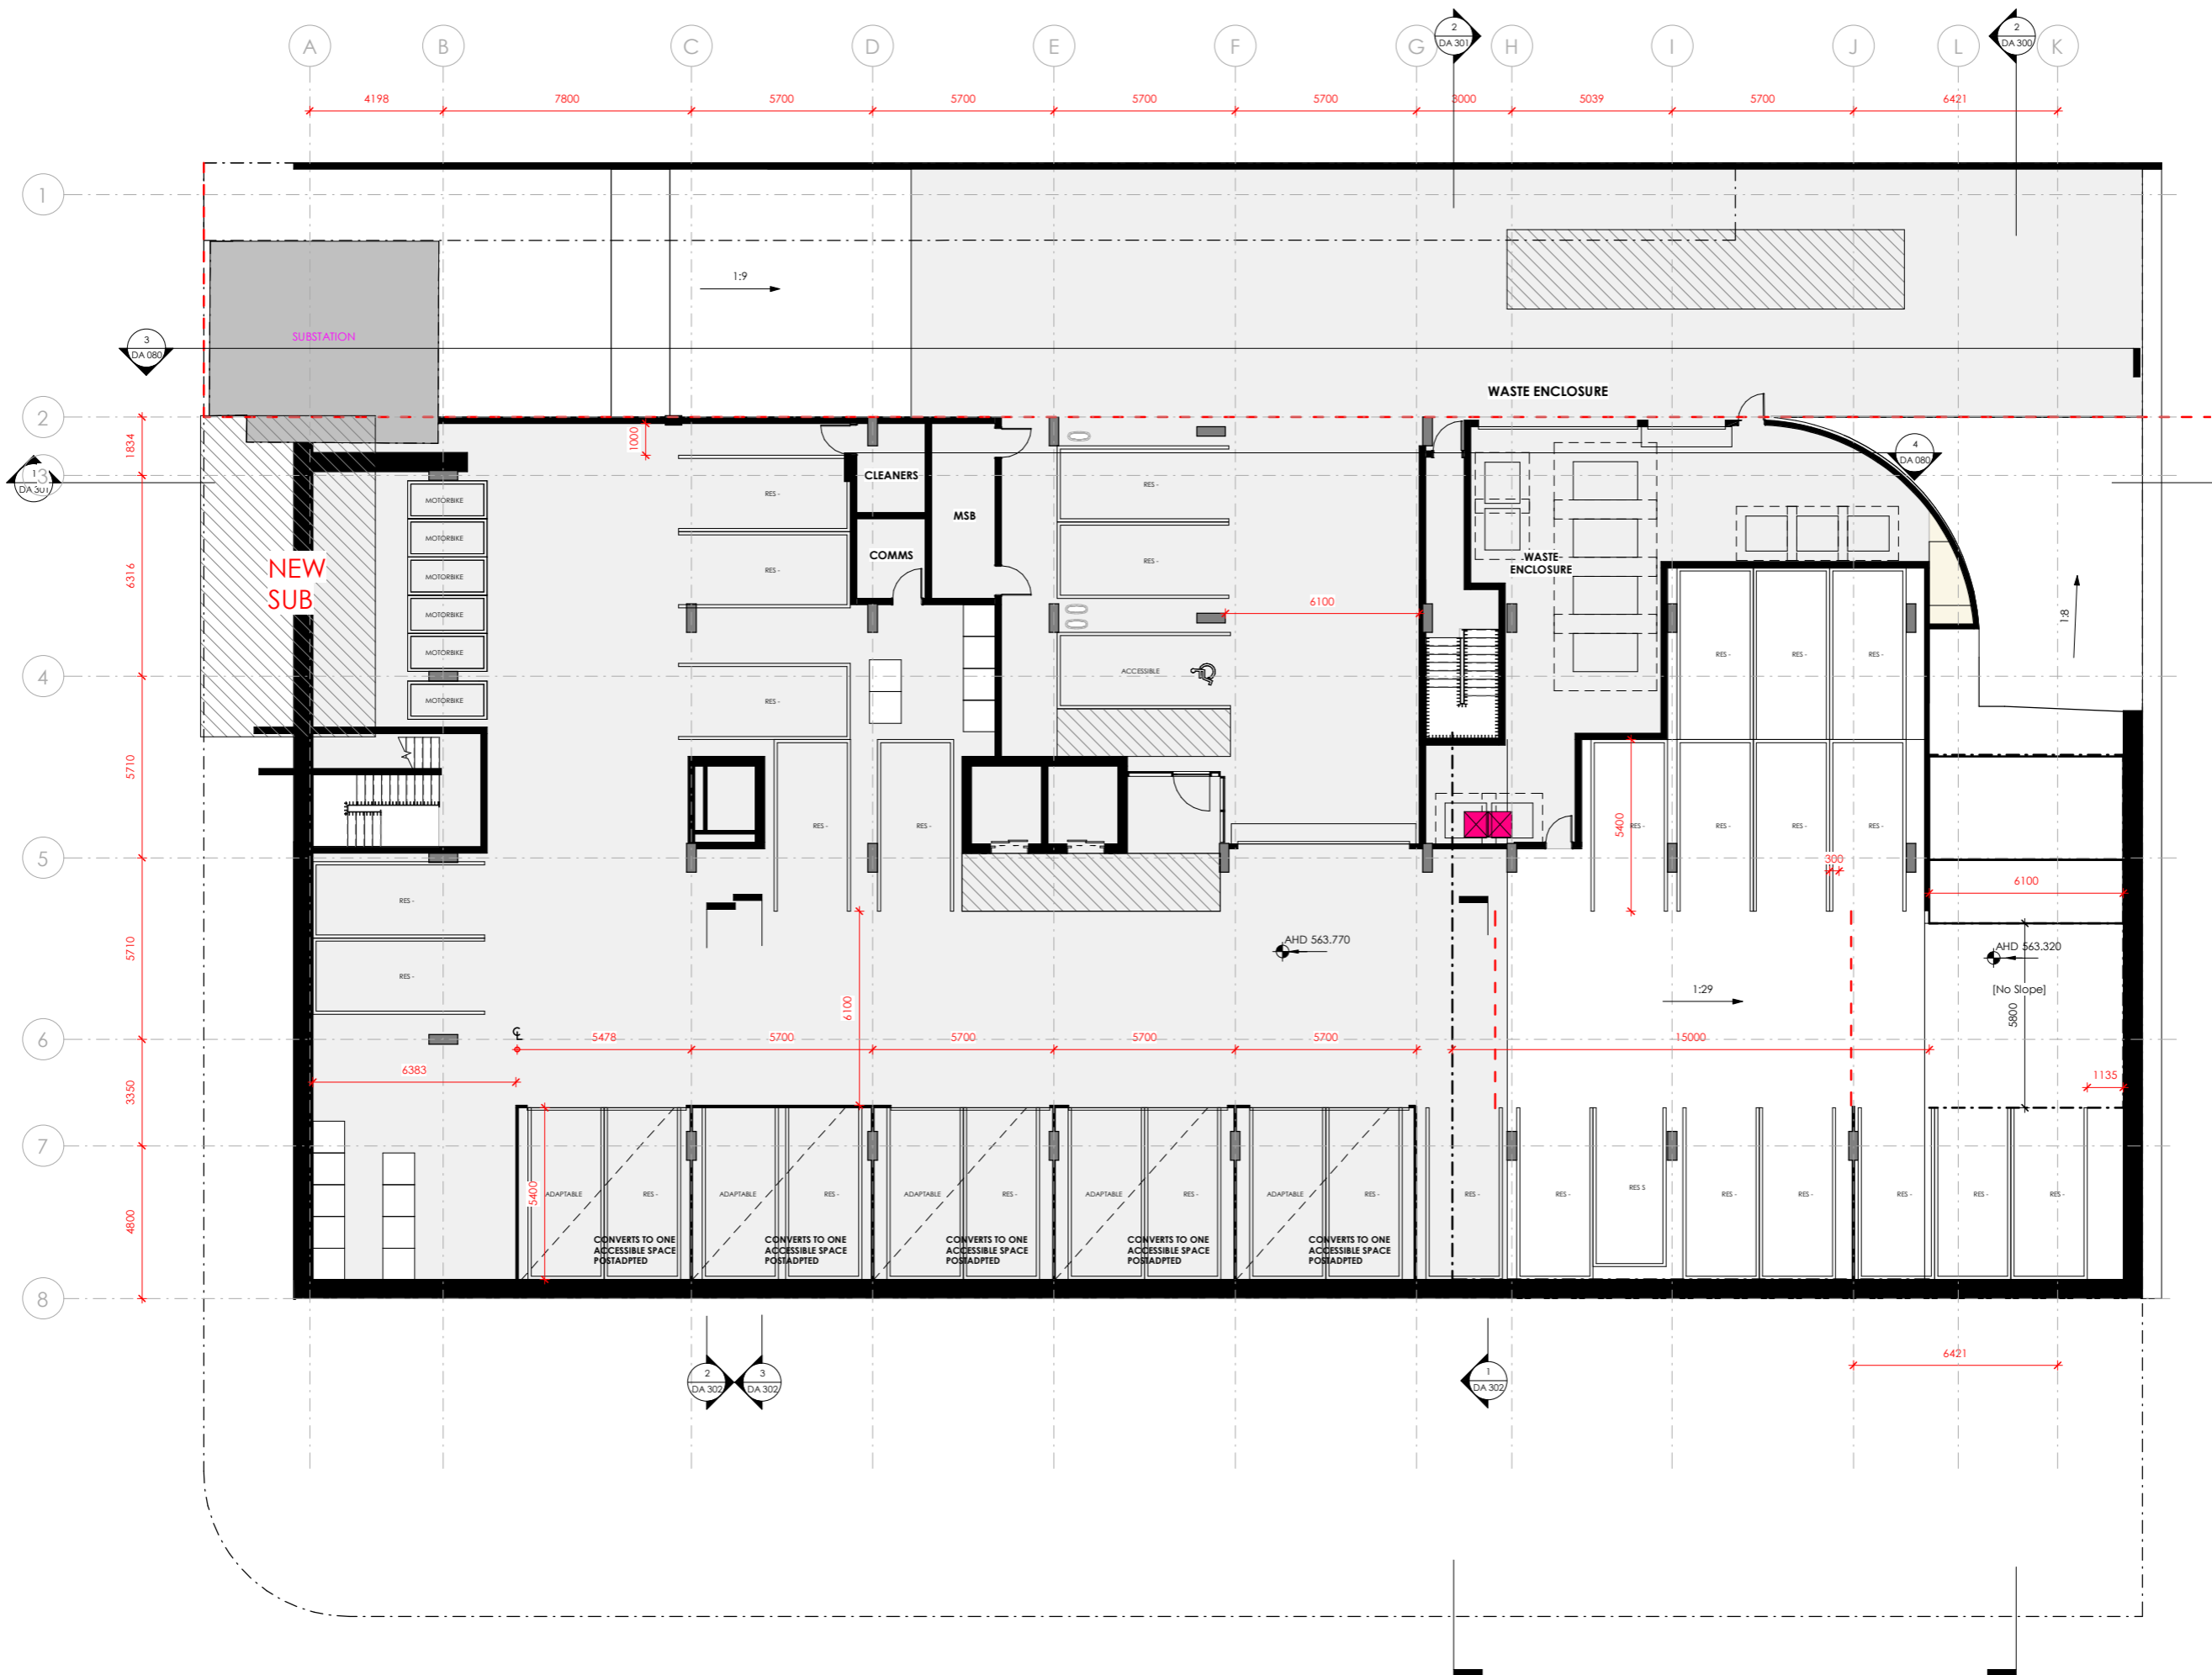 A B C D E F G H I J L K
2
DA 301
2
DA 300
4198 7800 5700 5700 5700 5700 3000 5039 5700 6421
1
1:9
SUBSTATION
3
DA 080
WASTE ENCLOSURE
2
1834
1000
4
DA 080
3
1
DA 301
CLEANERS
RES -
RES -
MOTORBIKE
MSB
MOTORBIKE
COMMS
WASTE
ENCLOSURE
RES -
RES -
NEW
SUB
6316
MOTORBIKE
MOTORBIKE
6100
1:8
MOTORBIKE
RES -
RES -
RES -
4
ACCESSIBLE
MOTORBIKE
RES -
5710
RES -
RES -
5400
RES -
RES -
RES -
RES -
5
300
6100
RES -
5710
AHD 563.770
AHD 563.320
RES -
1:29
[No Slope]
6100
5800
6
℄
5478 5700 5700 5700 5700 15000
6383
1135
3350
7
5400
ADAPTABLE RES - ADAPTABLE RES - ADAPTABLE RES - ADAPTABLE RES - ADAPTABLE RES - RES - RES - RES S RES - RES - RES - RES - RES -
4800
CONVERTS TO ONE
ACCESSIBLE SPACE
POSTADPTED
CONVERTS TO ONE
ACCESSIBLE SPACE
POSTADPTED
CONVERTS TO ONE
ACCESSIBLE SPACE
POSTADPTED
CONVERTS TO ONE
ACCESSIBLE SPACE
POSTADPTED
CONVERTS TO ONE
ACCESSIBLE SPACE
POSTADPTED
8
6421
2
DA 302
3
DA 302
1
DA 302